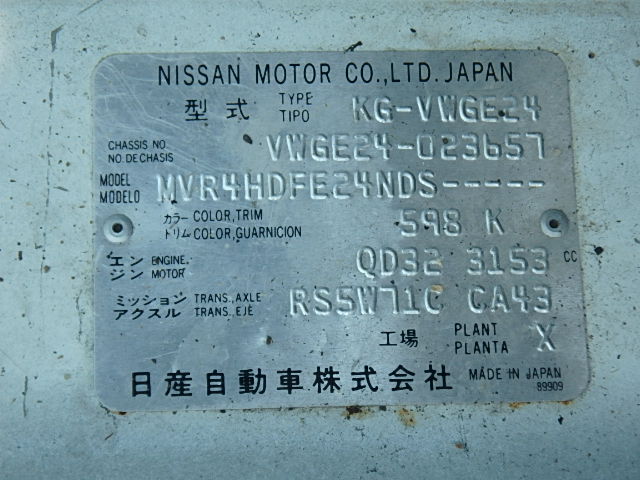 NISSAN MOTOR CO.,LTD. JAPAN
型式 TYPE TIPO KG-VWGE24
CHASSIS NO. NO. DE CHASIS VWGE24-023657
MODEL MODELO MVR4HDFE24NDS-----
カラー COLOR,TRIM トリム COLOR,GUARNICION 598 K
エンジン ENGINE. MOTOR QD32 3153 CC
ミッション TRANS.,AXLE アクスル TRANS.,EJE RS5W71C CA43
工場 PLANT PLANTA X
日産自動車株式会社 MADE IN JAPAN
89909